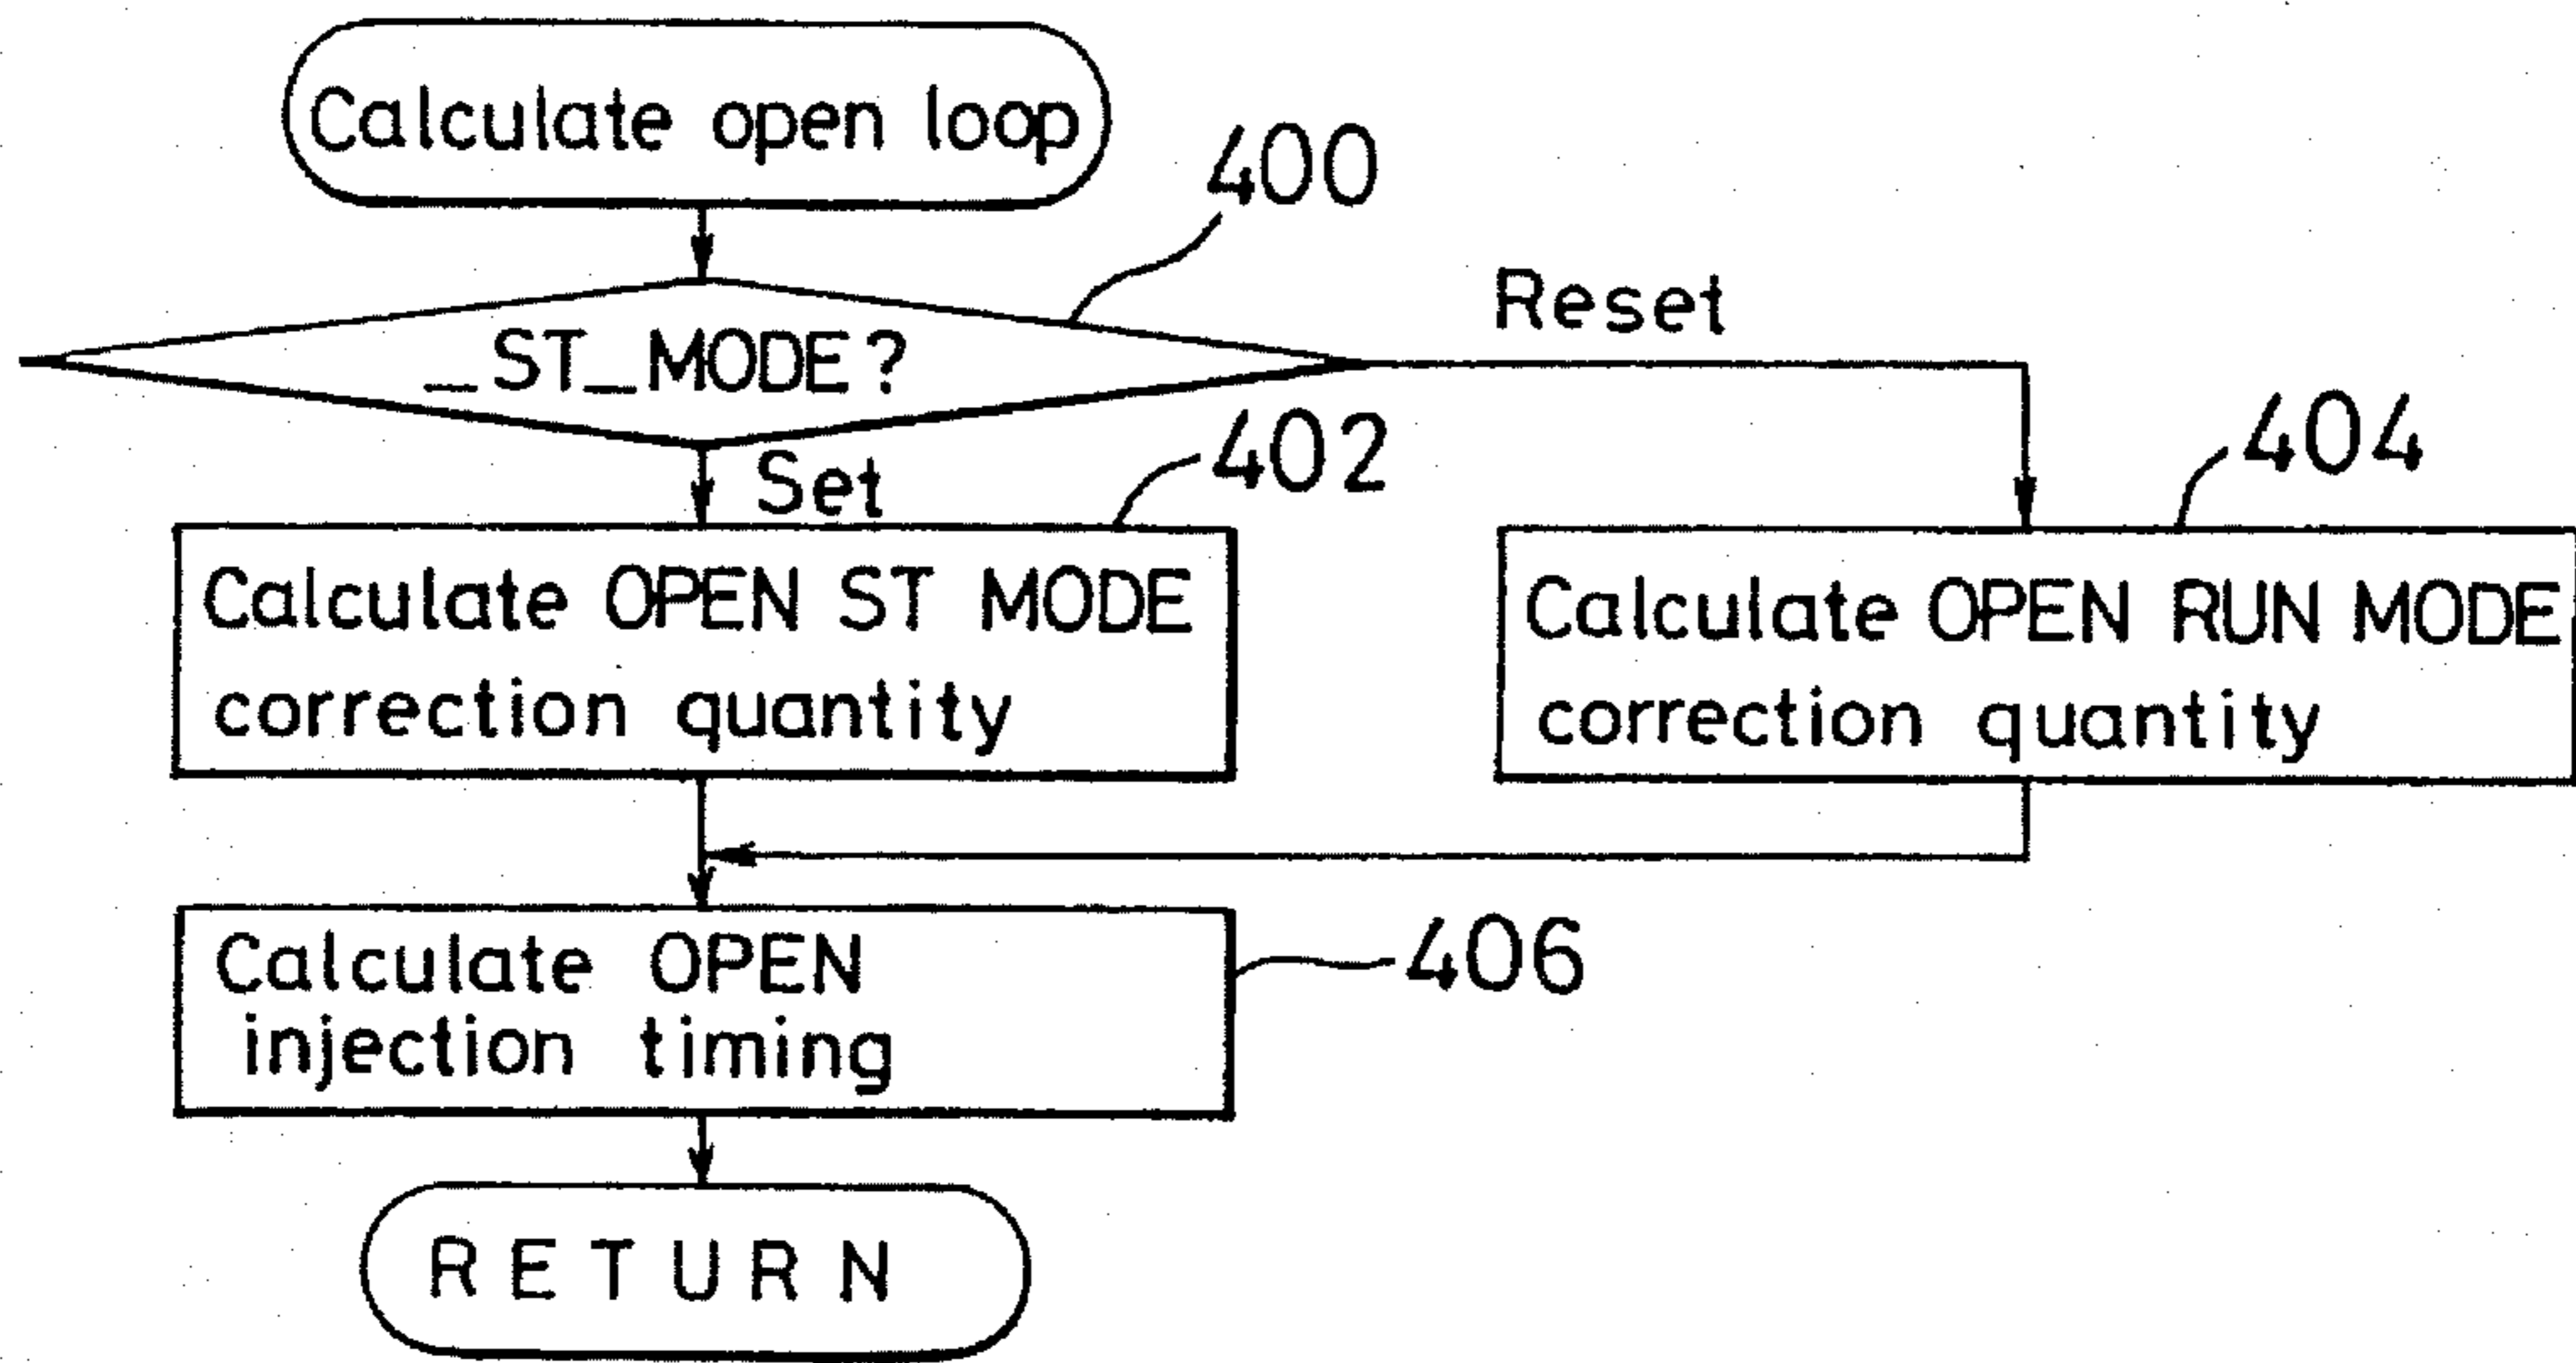 Calculate open loop
400
_ST_MODE?
Reset
Set
402
404
Calculate OPEN ST MODE
correction quantity
Calculate OPEN RUN MODE
correction quantity
Calculate OPEN
injection timing
406
RETURN